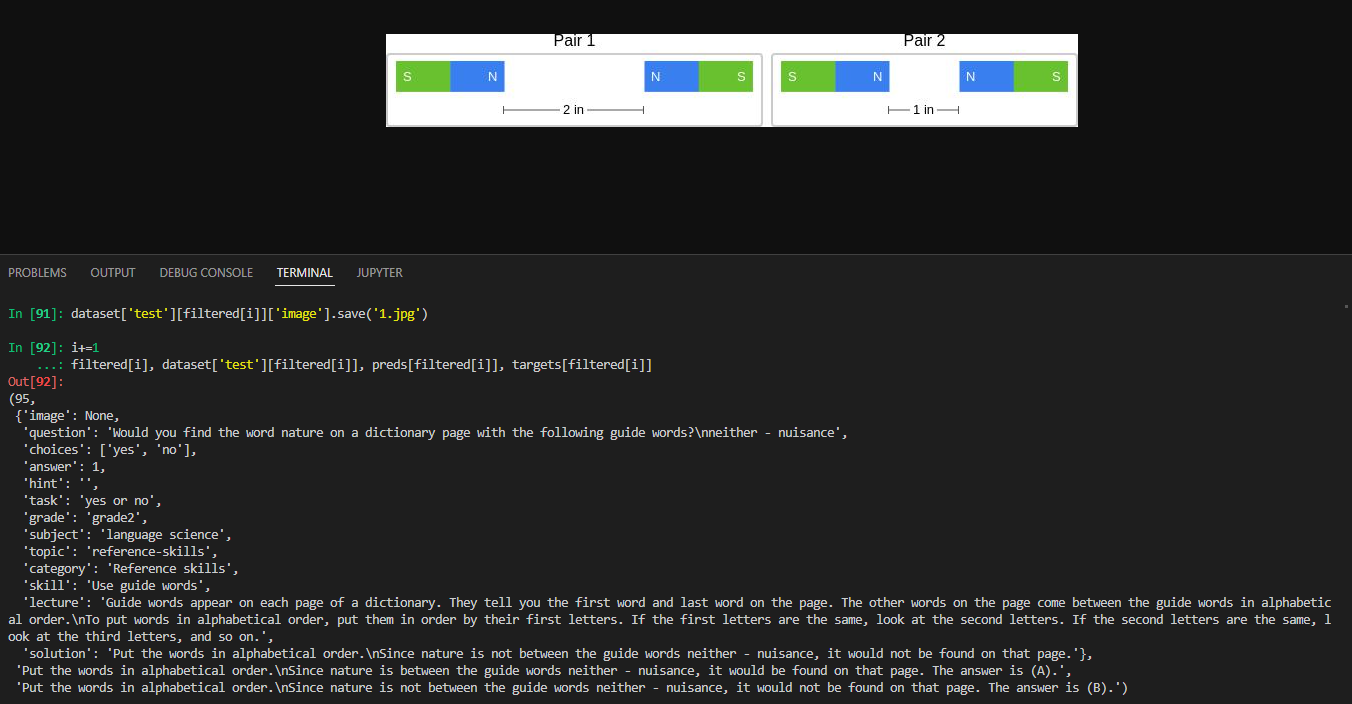 Pair 1 Pair 2
S N N S S N N S
2 in 1 in
PROBLEMS OUTPUT DEBUG CONSOLE TERMINAL JUPYTER
In [91]: dataset['test'][filtered[i]]['image'].save('1.jpg')
In [92]: i+=1
...: filtered[i], dataset['test'][filtered[i]], preds[filtered[i]], targets[filtered[i]]
Out[92]:
(95,
{'image': None,
'question': 'Would you find the word nature on a dictionary page with the following guide words?\nneither - nuisance',
'choices': ['yes', 'no'],
'answer': 1,
'hint': '',
'task': 'yes or no',
'grade': 'grade2',
'subject': 'language science',
'topic': 'reference-skills',
'category': 'Reference skills',
'skill': 'Use guide words',
'lecture': 'Guide words appear on each page of a dictionary. They tell you the first word and last word on the page. The other words on the page come between the guide words in alphabetic
al order.\nTo put words in alphabetical order, put them in order by their first letters. If the first letters are the same, look at the second letters. If the second letters are the same, l
ook at the third letters, and so on.',
'solution': 'Put the words in alphabetical order.\nSince nature is not between the guide words neither - nuisance, it would not be found on that page.'},
'Put the words in alphabetical order.\nSince nature is between the guide words neither - nuisance, it would be found on that page. The answer is (A).',
'Put the words in alphabetical order.\nSince nature is not between the guide words neither - nuisance, it would not be found on that page. The answer is (B).')